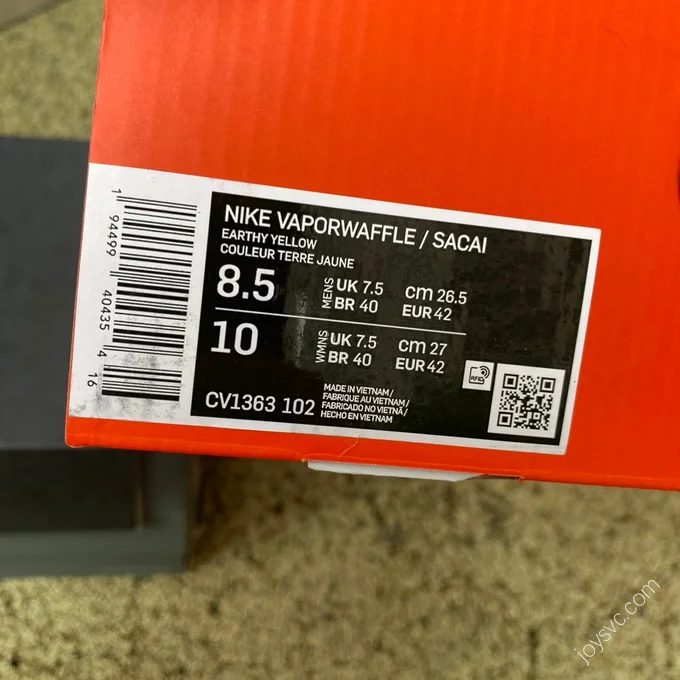 NIKE VAPORWAFFLE / SACAI
EARTHY YELLOW
COULEUR TERRE JAUNE
8.5 MENS UK 7.5 cm 26.5
BR 40 EUR 42
10 WMNS UK 7.5 cm 27
BR 40 EUR 42
RFID
CV1363 102
MADE IN VIETNAM /
FABRIQUE AU VIETNAM /
FABRICADO NO VIETNÃ /
HECHO EN VIETNAM
1 94499 40435 4 16
joysvc.com